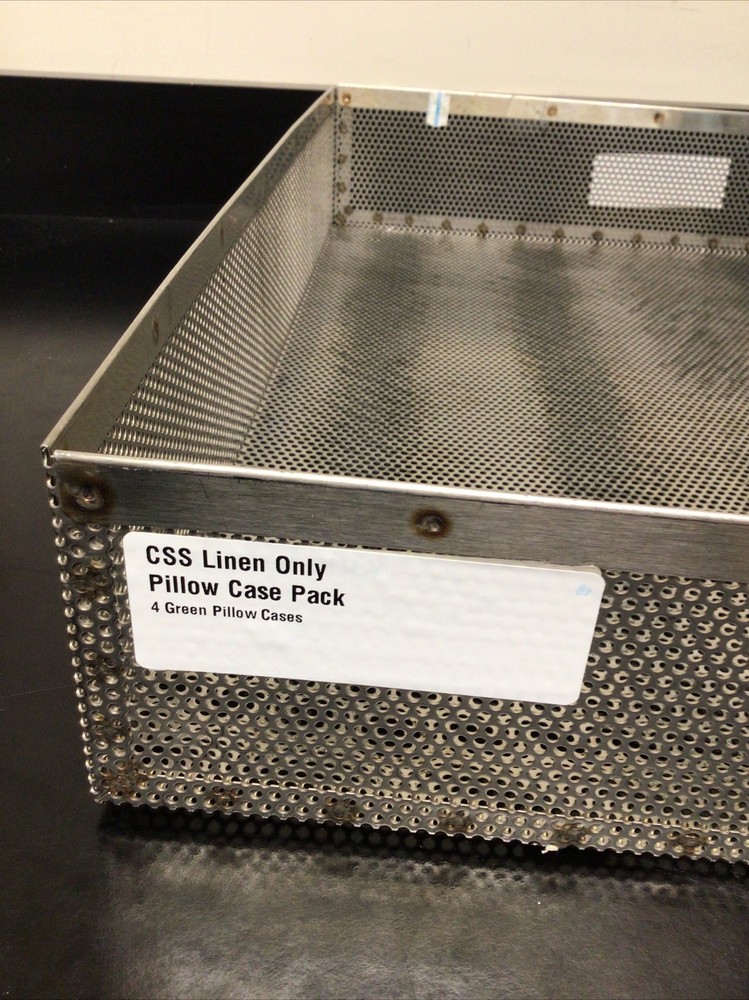 CSS Linen Only
Pillow Case Pack
4 Green Pillow Cases